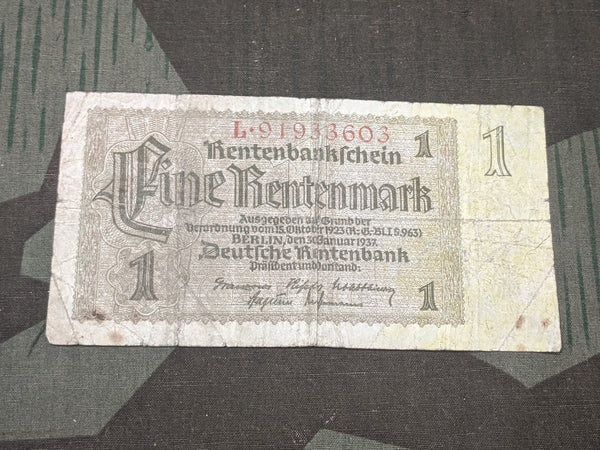 L·91933603
Rentenbankschein 1 1
Eine Rentenmark
Ausgegeben auf Grund der
Verordnung vom 15. Oktober 1923 (R.-G.-Bl. I S. 963)
BERLIN, den 30. Januar 1937.
Deutsche Rentenbank
Präsident und Vorstand:
1 1